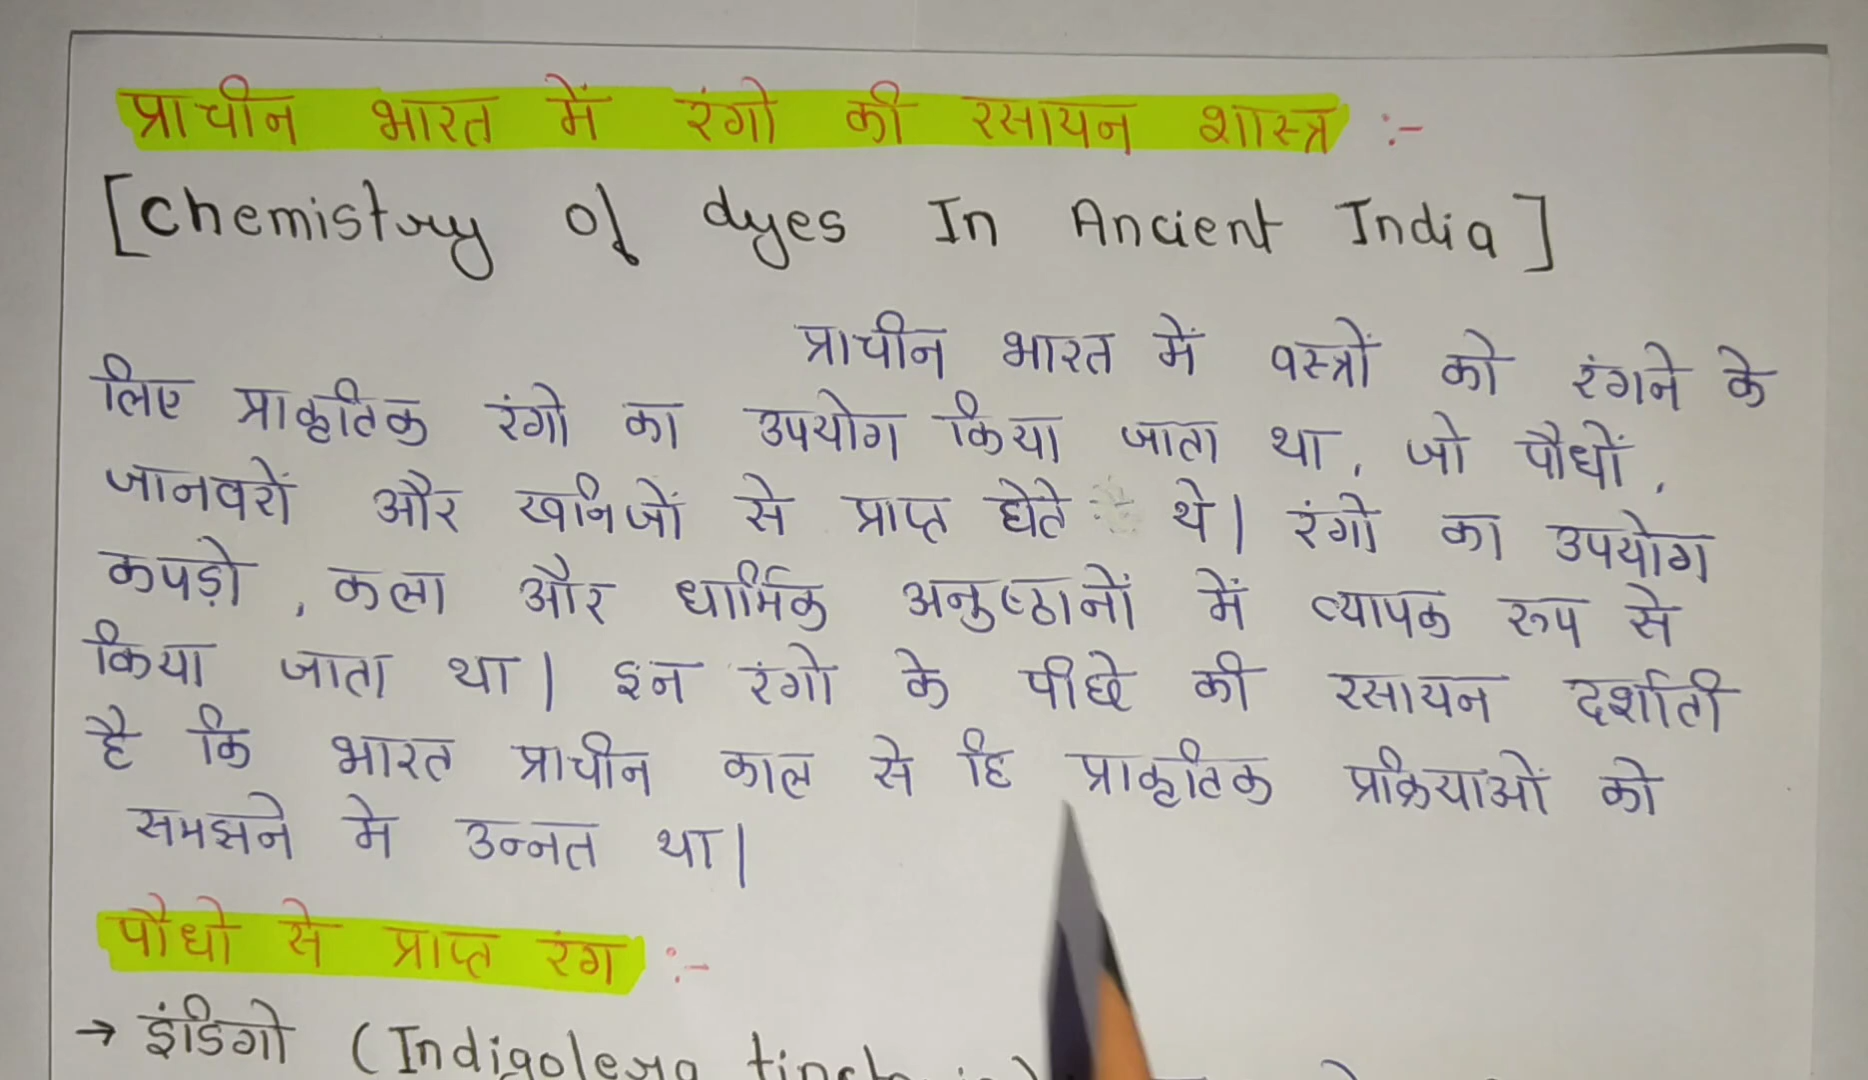 प्राचीन भारत में रंगो की रसायन शास्त्र :-
[Chemistry of dyes In Ancient India]
प्राचीन भारत में वस्त्रों को रंगने के
लिए प्राकृतिक रंगो का उपयोग किया जाता था, जो पौधों,
जानवरों और खनिजों से प्राप्त होते थे। रंगो का उपयोग
कपड़ो, कला और धार्मिक अनुष्ठानों में व्यापक रूप से
किया जाता था। इन रंगो के पीछे की रसायन दर्शाती
है कि भारत प्राचीन काल से हि प्राकृतिक प्रक्रियाओं को
समझने मे उन्नत था।
पौधो से प्राप्त रंग :-
→ इंडिगो (Indigofera